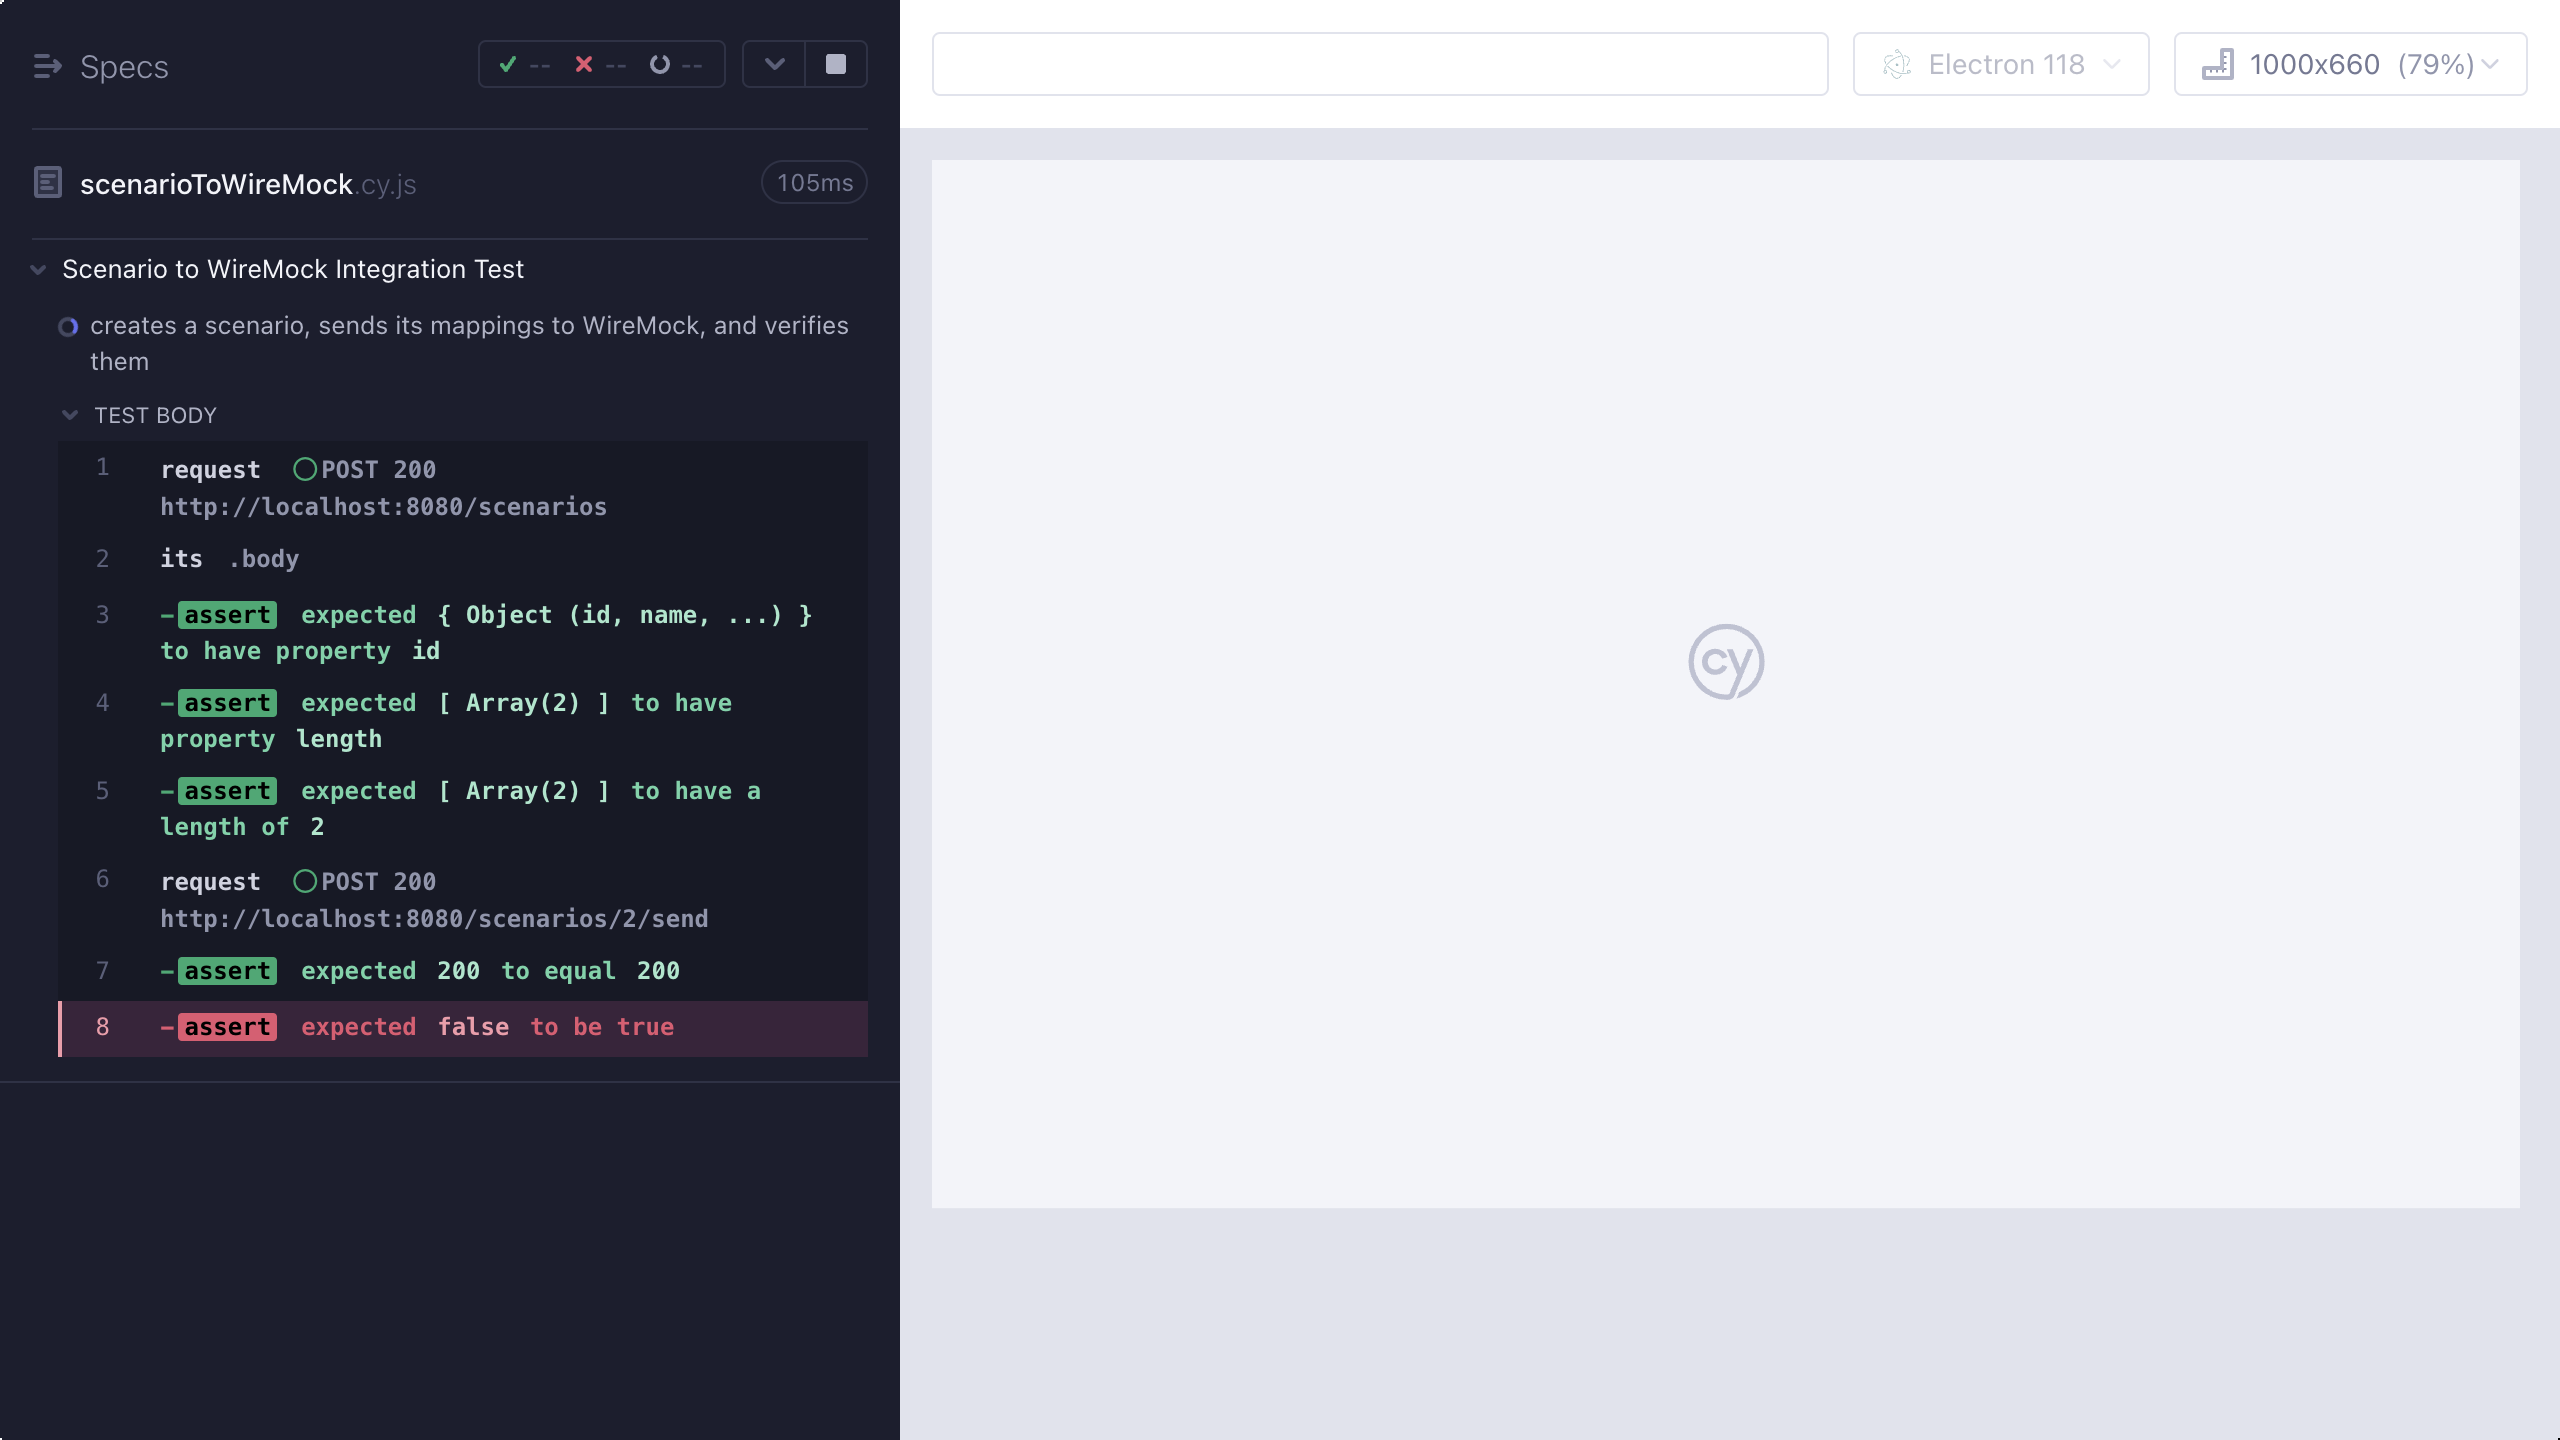 Specs
-- -- --
scenarioToWireMock.cy.js 105ms
Scenario to WireMock Integration Test
creates a scenario, sends its mappings to WireMock, and verifies
them
TEST BODY
1 request POST 200
http://localhost:8080/scenarios
2 its .body
3 -assert expected { Object (id, name, ...) }
to have property id
4 -assert expected [ Array(2) ] to have
property length
5 -assert expected [ Array(2) ] to have a
length of 2
6 request POST 200
http://localhost:8080/scenarios/2/send
7 -assert expected 200 to equal 200
8 -assert expected false to be true
Electron 118
1000x660 (79%)
cy